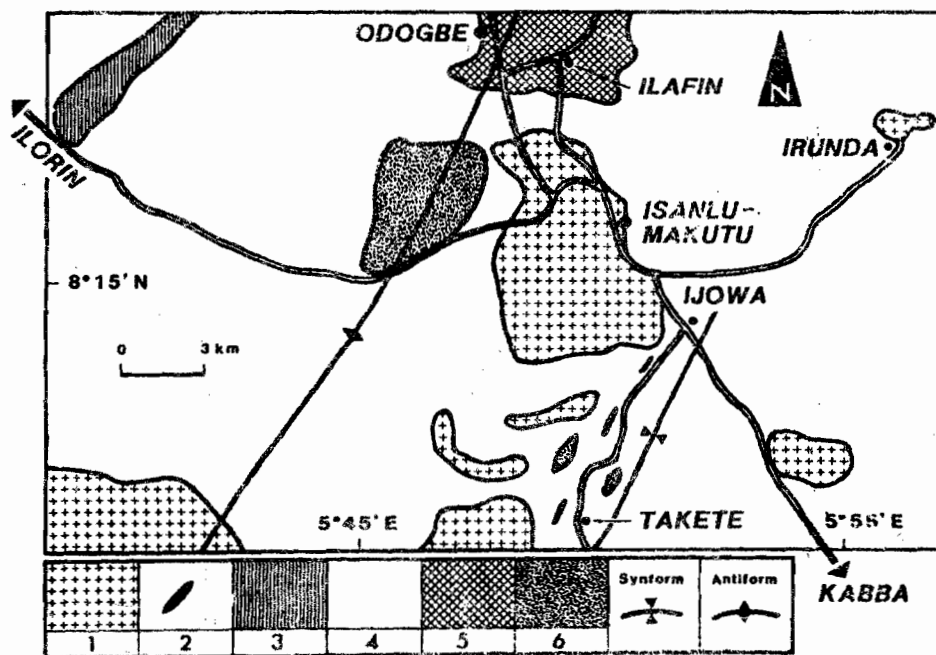 ODOGBE
ILAFIN
N
ILORIN
IRUNDA
ISANLU-
MAKUTU
8°15'N
IJOWA
0 3 km
5°45'E
TAKETE
5°55'E
KABBA
Synform Antiform
1 2 3 4 5 6